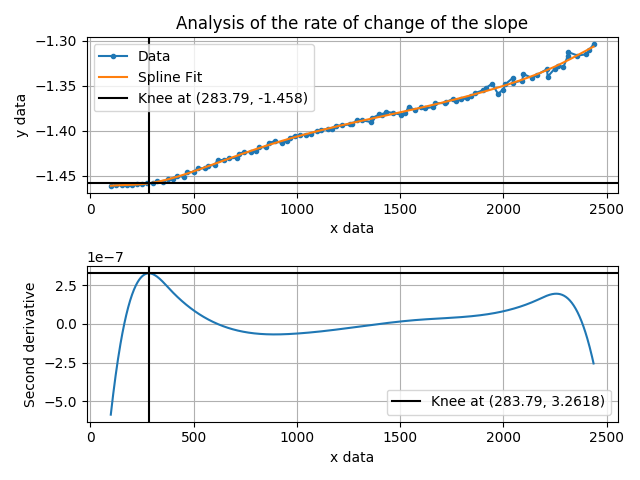 Analysis of the rate of change of the slope
−1.30
−1.35
−1.40
−1.45
y data
Data
Spline Fit
Knee at (283.79, -1.458)
0
500
1000
1500
2000
2500
x data
1e−7
2.5
0.0
−2.5
−5.0
Second derivative
Knee at (283.79, 3.2618)
0
500
1000
1500
2000
2500
x data